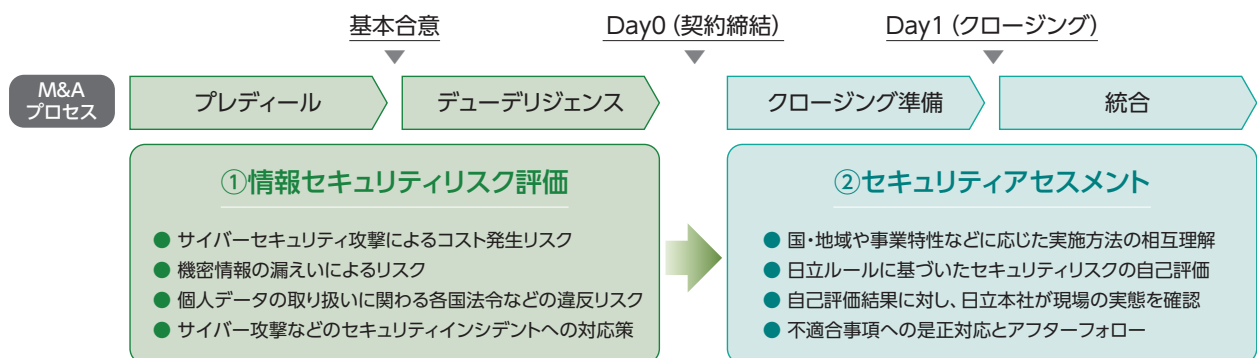 基本合意
Day0（契約締結）
Day1（クロージング）
M&A
プロセス
プレディール
デューデリジェンス
クロージング準備
統合
①情報セキュリティリスク評価
● サイバーセキュリティ攻撃によるコスト発生リスク
● 機密情報の漏えいによるリスク
● 個人データの取り扱いに関わる各国法令などの違反リスク
● サイバー攻撃などのセキュリティインシデントへの対応策
②セキュリティアセスメント
● 国・地域や事業特性などに応じた実施方法の相互理解
● 日立ルールに基づいたセキュリティリスクの自己評価
● 自己評価結果に対し、日立本社が現場の実態を確認
● 不適合事項への是正対応とアフターフォロー